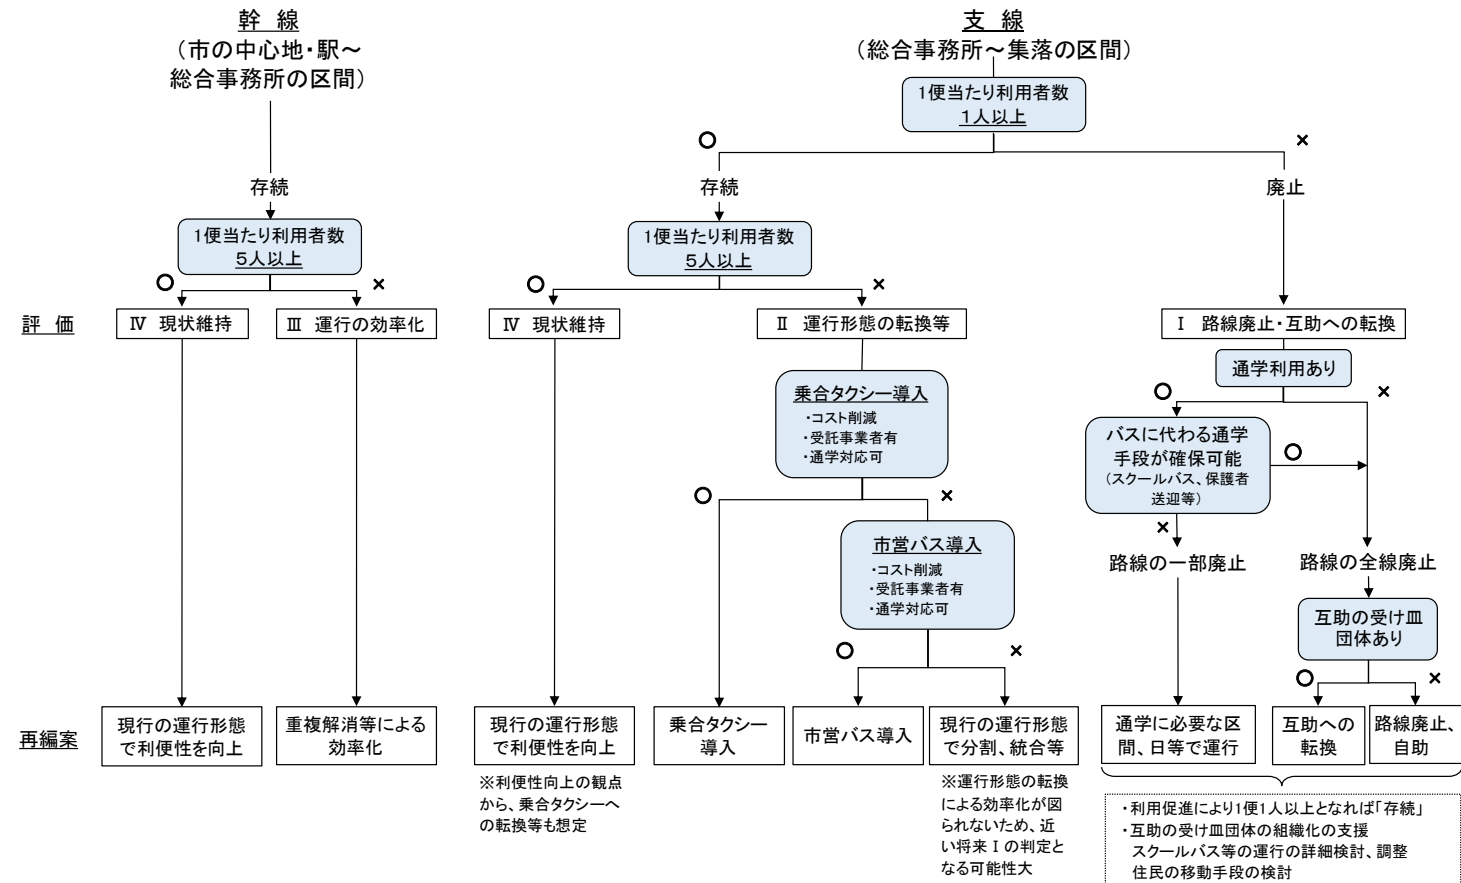 幹 線
（市の中心地・駅～
総合事務所の区間）
支 線
（総合事務所～集落の区間）
1便当たり利用者数
1人以上
○
×
存続
存続
廃止
1便当たり利用者数
5人以上
1便当たり利用者数
5人以上
○
×
○
×
評 価
Ⅳ 現状維持
Ⅲ 運行の効率化
Ⅳ 現状維持
Ⅱ 運行形態の転換等
Ⅰ 路線廃止・互助への転換
通学利用あり
○
×
乗合タクシー導入
・コスト削減
・受託事業者有
・通学対応可
バスに代わる通学
手段が確保可能
（スクールバス、保護者
送迎等）
○
○
×
×
市営バス導入
・コスト削減
・受託事業者有
・通学対応可
路線の一部廃止
路線の全線廃止
互助の受け皿
団体あり
○
×
○
×
再編案
現行の運行形態
で利便性を向上
重複解消等による
効率化
現行の運行形態
で利便性を向上
乗合タクシー
導入
市営バス導入
現行の運行形態
で分割、統合等
通学に必要な区
間、日等で運行
互助への
転換
路線廃止、
自助
※利便性向上の観点
から、乗合タクシーへ
の転換等も想定
※運行形態の転換
による効率化が図
られないため、近
い将来Ⅰの判定と
なる可能性大
・利用促進により1便1人以上となれば「存続」
・互助の受け皿団体の組織化の支援
スクールバス等の運行の詳細検討、調整
住民の移動手段の検討